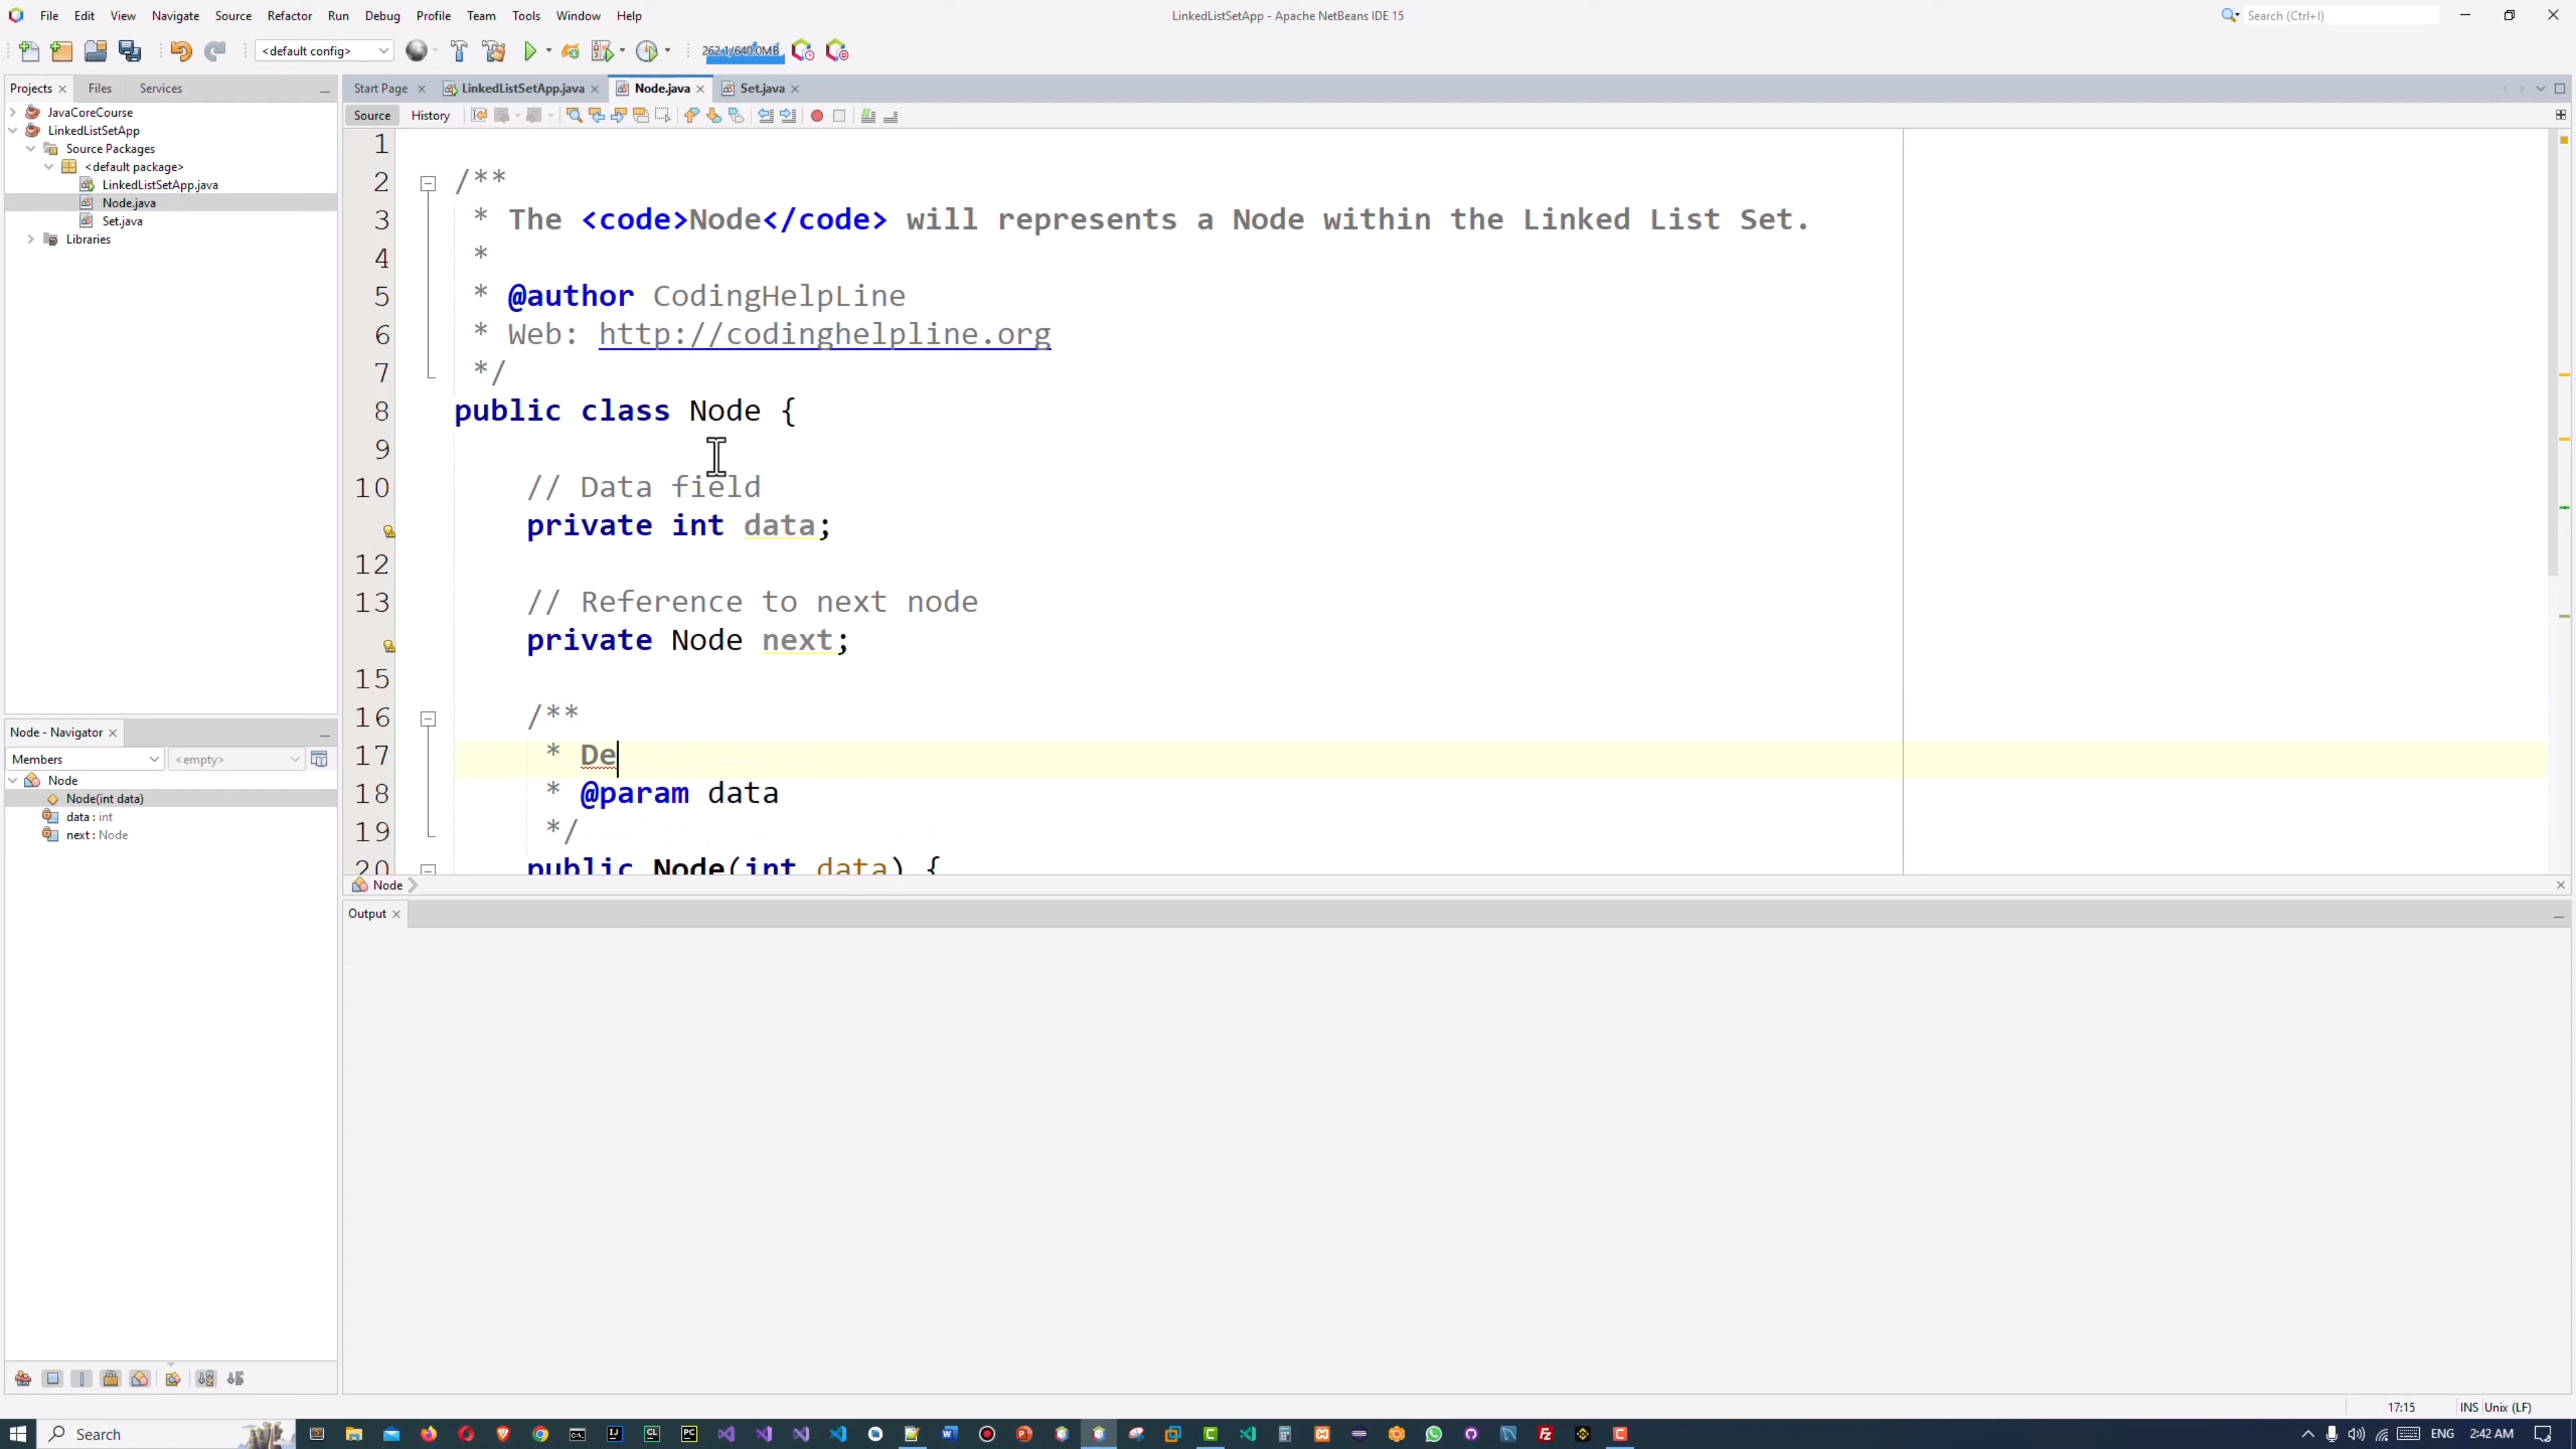 File Edit View Navigate Source Refactor Run Debug Profile Team Tools Window Help
LinkedListSetApp - Apache NetBeans IDE 15
Search (Ctrl+I)
<default config>
262.1/640.0MB
Projects Files Services
JavaCoreCourse
LinkedListSetApp
Source Packages
<default package>
LinkedListSetApp.java
Node.java
Set.java
Libraries
Start Page LinkedListSetApp.java Node.java Set.java
Source History
1
2 /**
3 * The <code>Node</code> will represents a Node within the Linked List Set.
4 *
5 * @author CodingHelpLine
6 * Web: http://codinghelpline.org
7 */
8 public class Node {
9
10 // Data field
private int data;
12
13 // Reference to next node
private Node next;
15
16 /**
17 * De
18 * @param data
19 */
20 public Node(int data) {
Node
Node - Navigator
Members <empty>
Node
Node(int data)
data : int
next : Node
Output
17:15 INS Unix (LF)
Search
ENG 2:42 AM